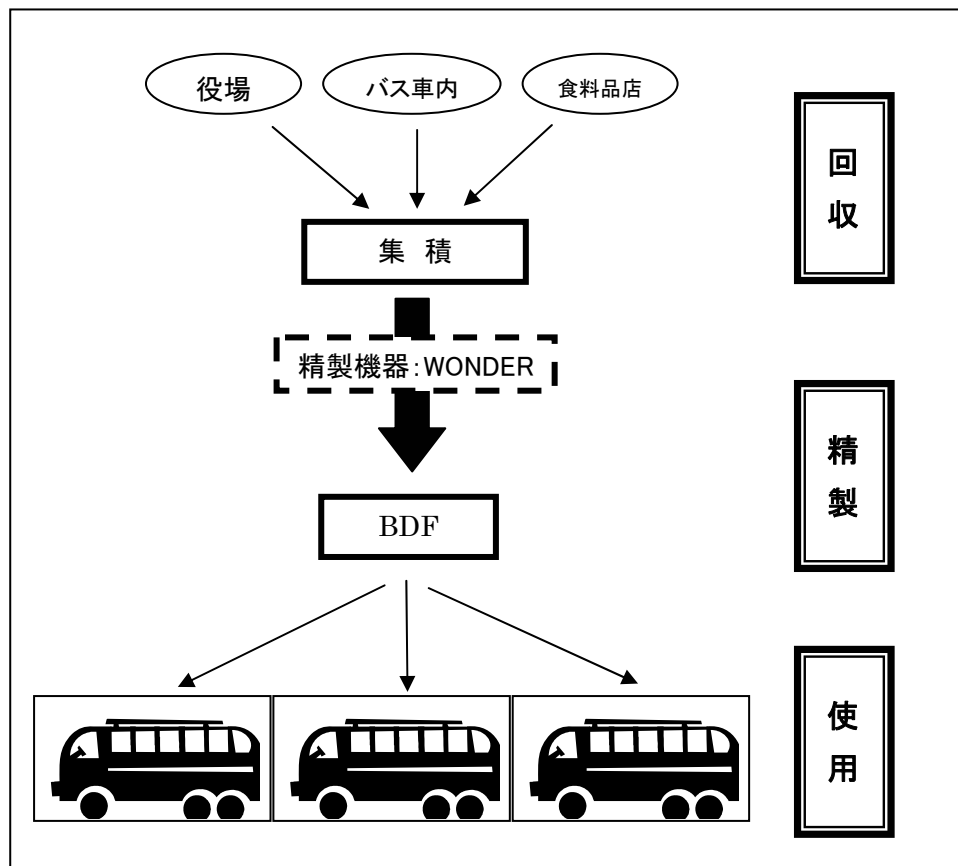 役場
バス車内
食料品店
回収
集 積
精製機器:WONDER
精製
BDF
使用